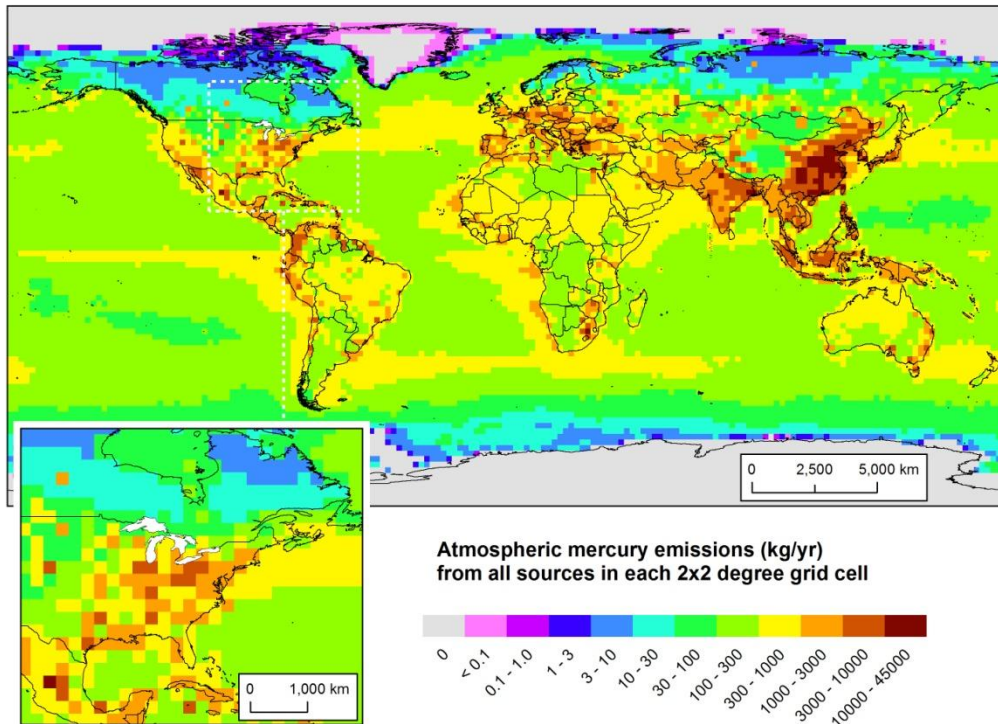 0 2,500 5,000 km
0 1,000 km
Atmospheric mercury emissions (kg/yr)
from all sources in each 2x2 degree grid cell
0
< 0.1
0.1 - 1.0
1 - 3
3 - 10
10 - 30
30 - 100
100 - 300
300 - 1000
1000 - 3000
3000 - 10000
10000 - 45000